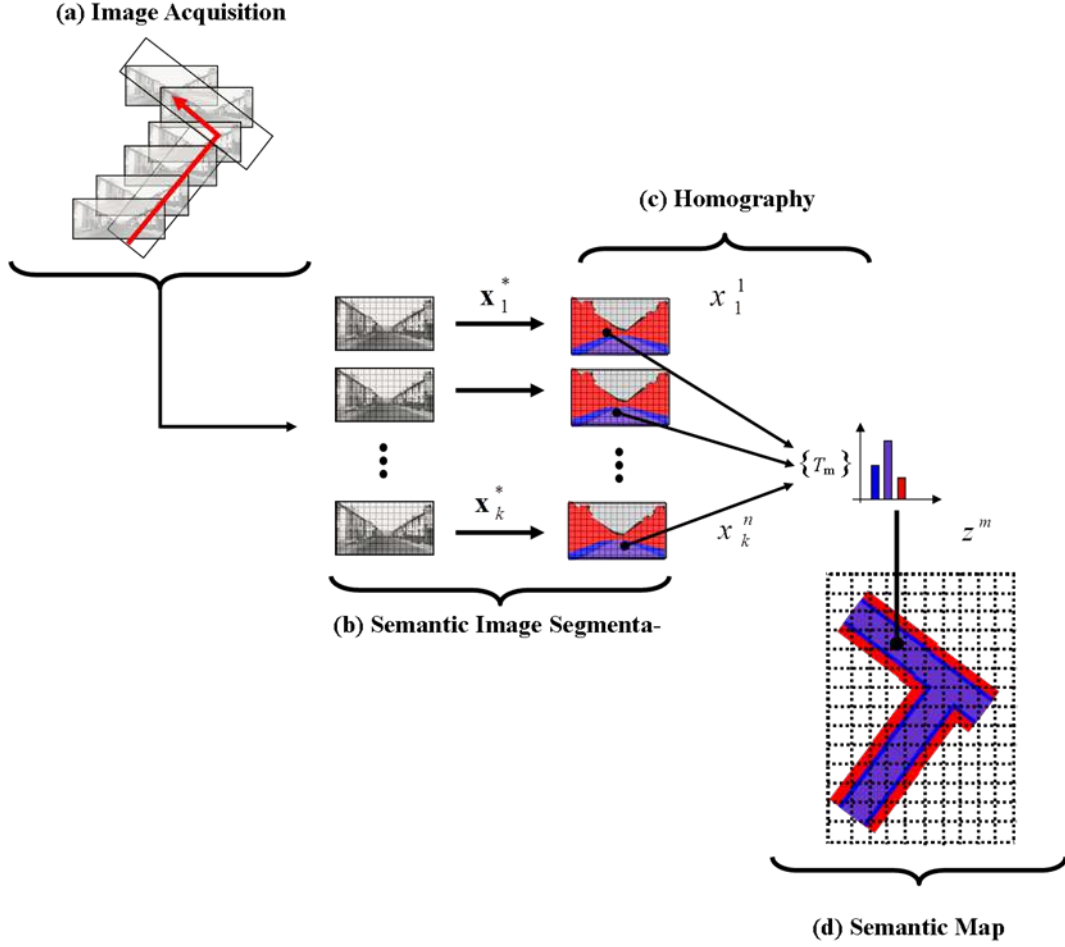 (a) Image Acquisition
(c) Homography
x*1
x11
{Tm}
x*k
xnk
zm
(b) Semantic Image Segmenta-
(d) Semantic Map